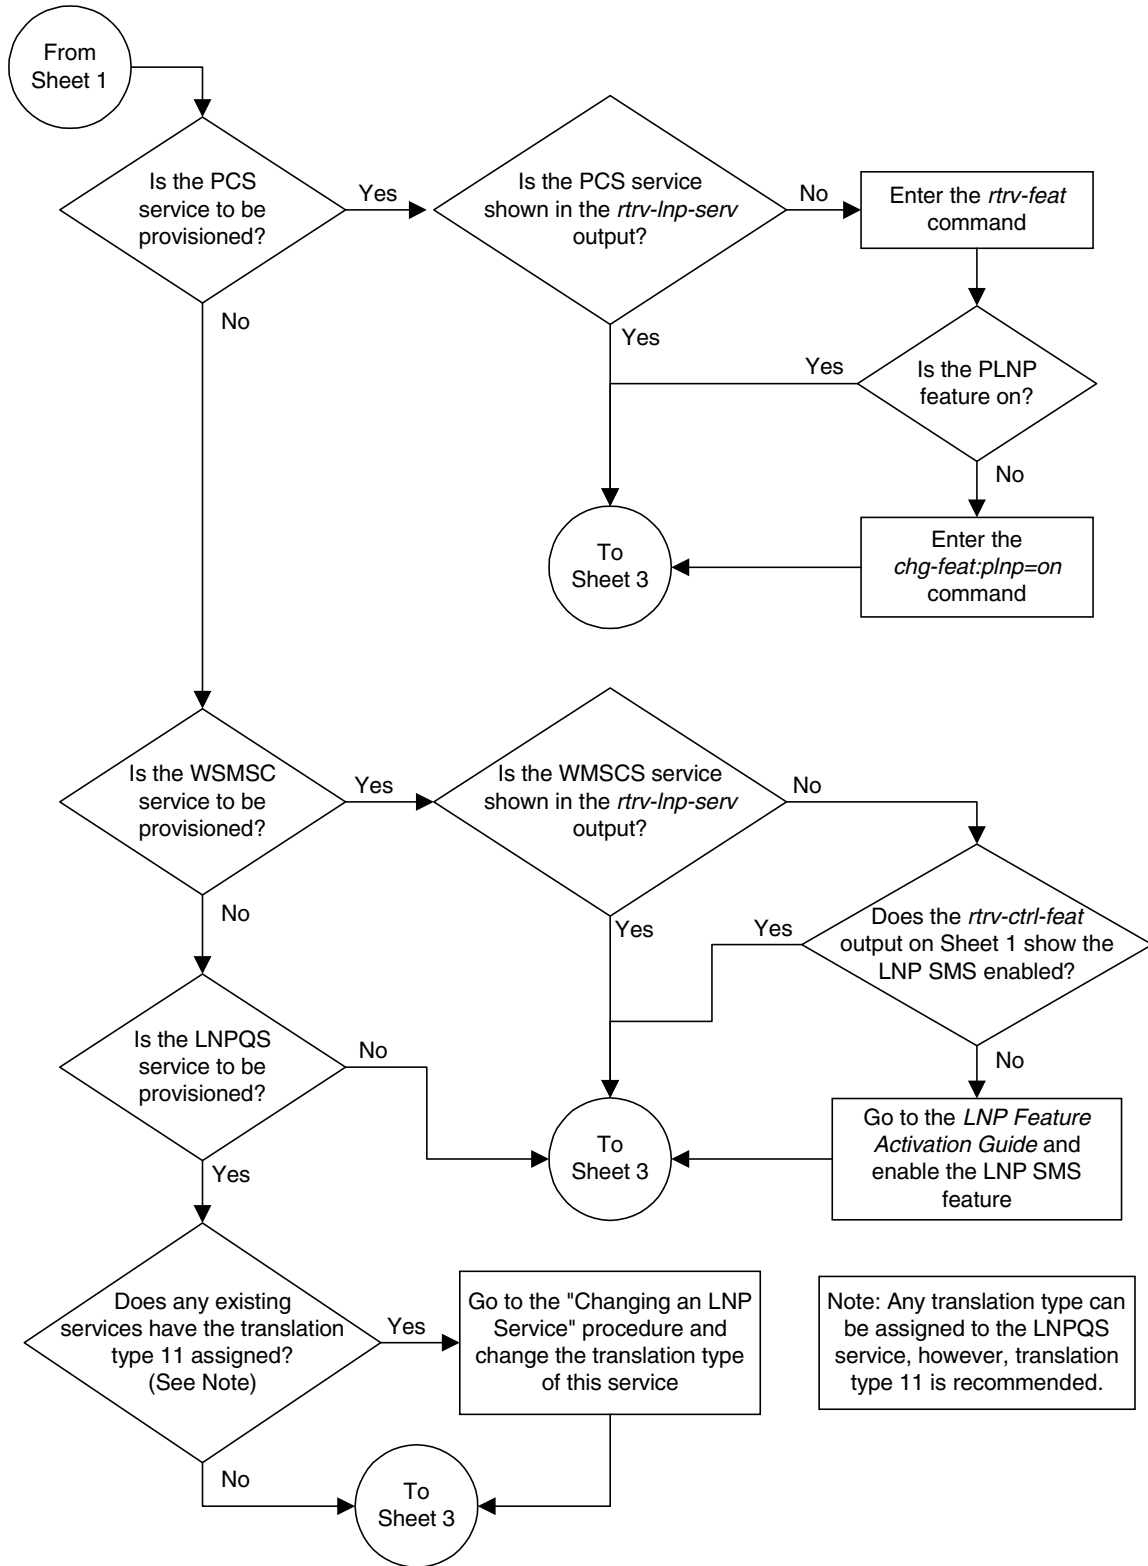 From
Sheet 1
Is the PCS
service to be
provisioned?
Yes
No
Is the PCS service
shown in the rtrv-lnp-serv
output?
No
Yes
Enter the rtrv-feat
command
Is the PLNP
feature on?
Yes
No
Enter the
chg-feat:plnp=on
command
To
Sheet 3
Is the WSMSC
service to be
provisioned?
Yes
No
Is the WMSCS service
shown in the rtrv-lnp-serv
output?
No
Yes
Does the rtrv-ctrl-feat
output on Sheet 1 show the
LNP SMS enabled?
Yes
No
Go to the LNP Feature
Activation Guide and
enable the LNP SMS
feature
To
Sheet 3
Is the LNPQS
service to be
provisioned?
No
Yes
Does any existing
services have the translation
type 11 assigned?
(See Note)
Yes
No
Go to the "Changing an LNP
Service" procedure and
change the translation type
of this service
To
Sheet 3
Note: Any translation type can
be assigned to the LNPQS
service, however, translation
type 11 is recommended.